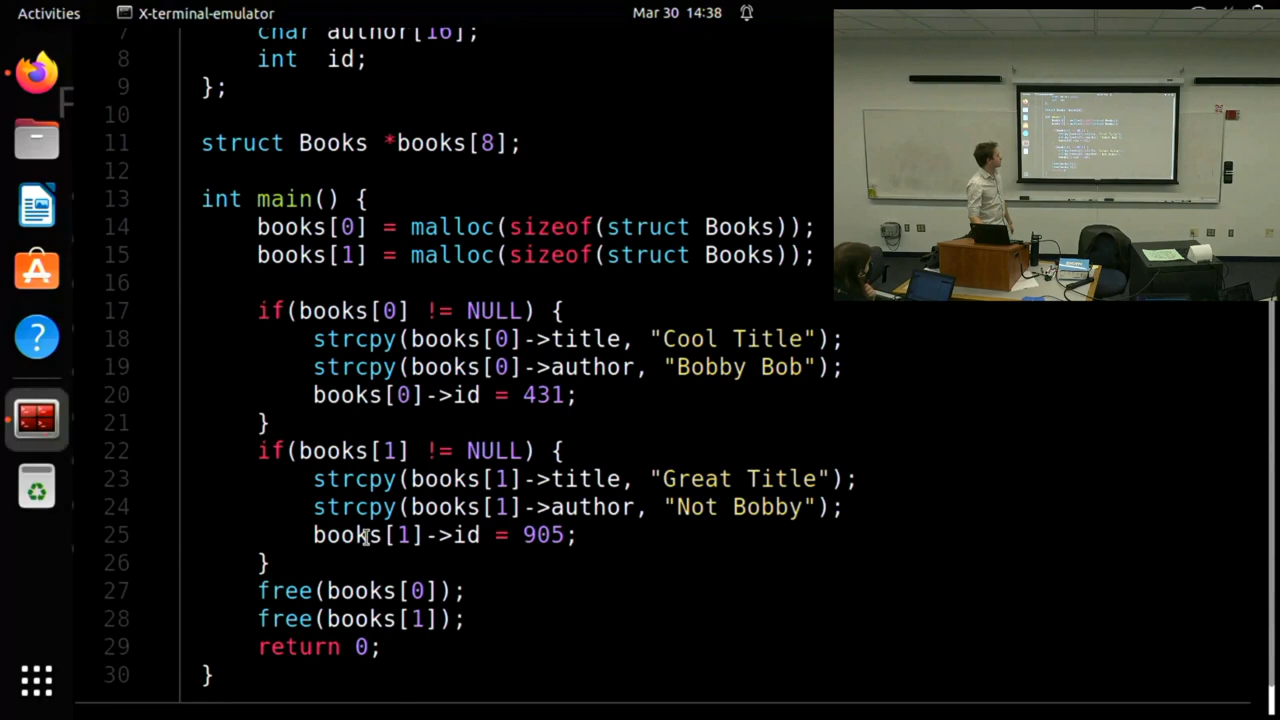 Activities X-terminal-emulator Mar 30 14:38
7 char author[16];
8 int id;
9 };
10
11 struct Books *books[8];
12
13 int main() {
14 books[0] = malloc(sizeof(struct Books));
15 books[1] = malloc(sizeof(struct Books));
16
17 if(books[0] != NULL) {
18 strcpy(books[0]->title, "Cool Title");
19 strcpy(books[0]->author, "Bobby Bob");
20 books[0]->id = 431;
21 }
22 if(books[1] != NULL) {
23 strcpy(books[1]->title, "Great Title");
24 strcpy(books[1]->author, "Not Bobby");
25 books[1]->id = 905;
26 }
27 free(books[0]);
28 free(books[1]);
29 return 0;
30 }